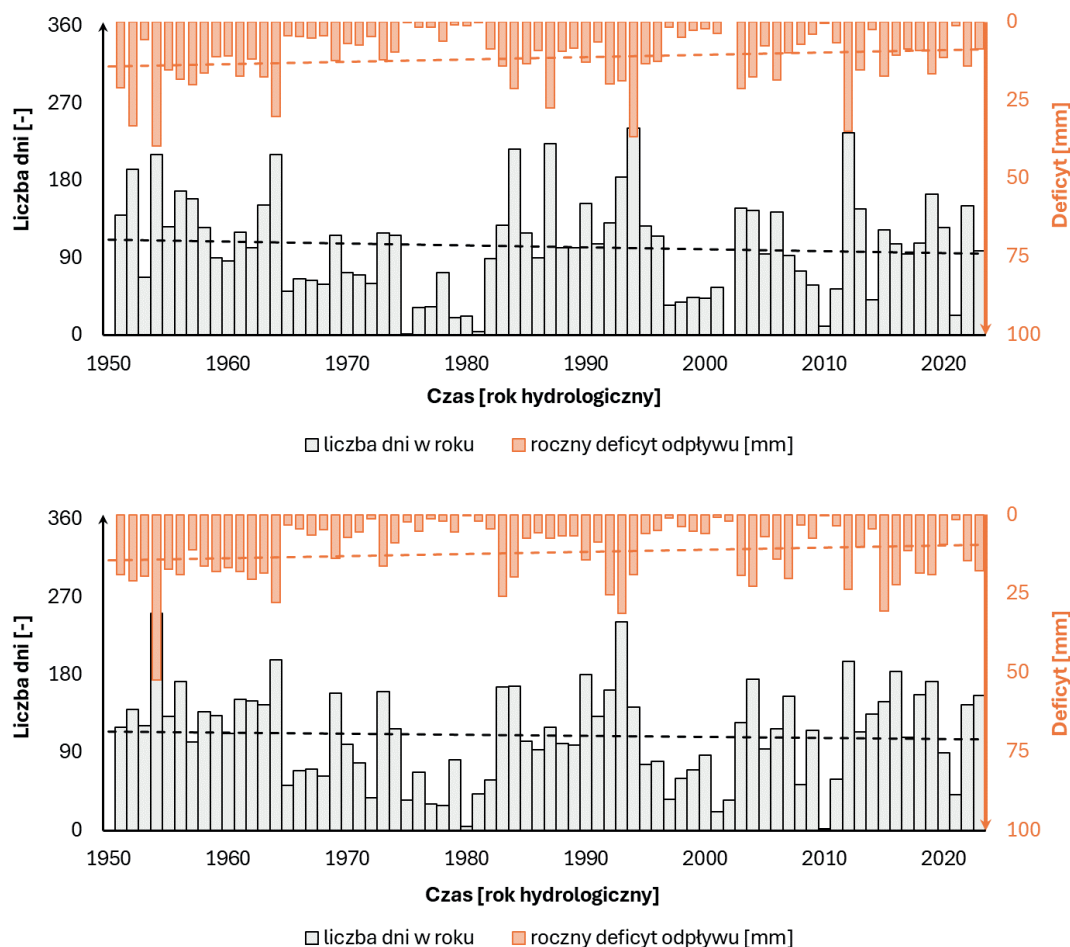 360
270
180
90
0
Liczba dni [-]
0
25
50
75
100
Deficyt [mm]
1950 1960 1970 1980 1990 2000 2010 2020
Czas [rok hydrologiczny]
liczba dni w roku roczny deficyt odpływu [mm]
360
270
180
90
0
Liczba dni [-]
0
25
50
75
100
Deficyt [mm]
1950 1960 1970 1980 1990 2000 2010 2020
Czas [rok hydrologiczny]
liczba dni w roku roczny deficyt odpływu [mm]